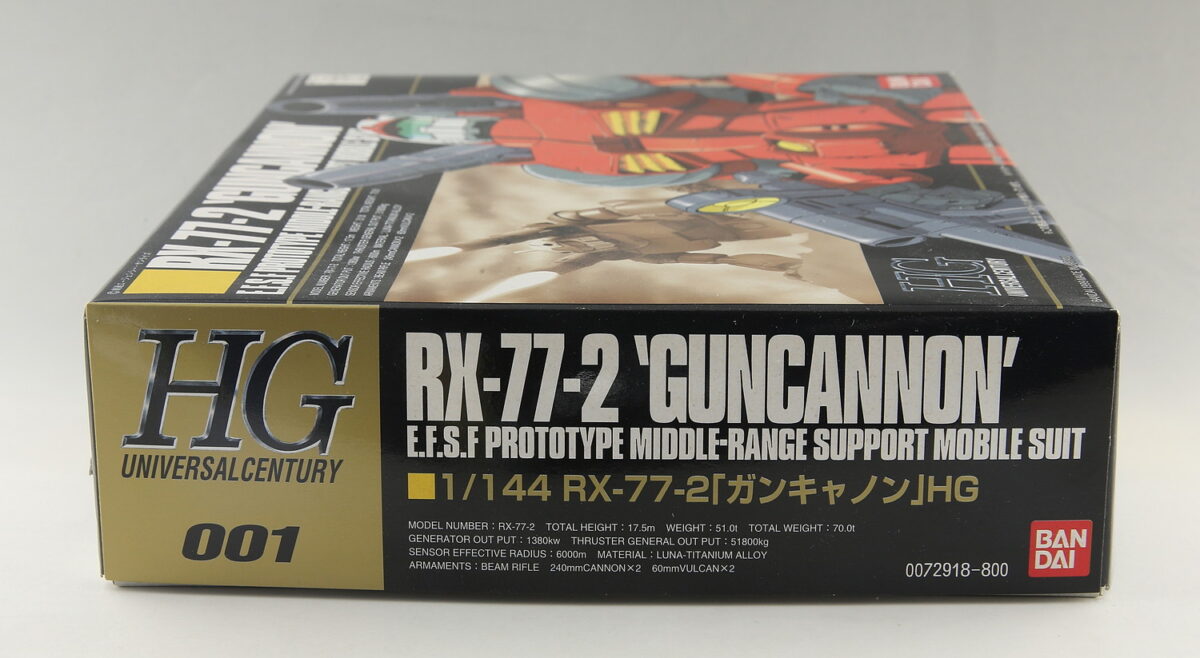 RX-77-2 'GUNCANNON'
E.F.S.F PROTOTYPE MIDDLE-RANGE
HG
UNIVERSAL CENTURY
HG
UNIVERSALCENTURY
001
RX-77-2 'GUNCANNON'
E.F.S.F PROTOTYPE MIDDLE-RANGE SUPPORT MOBILE SUIT
1/144 RX-77-2「ガンキャノン」HG
MODEL NUMBER : RX-77-2 TOTAL HEIGHT : 17.5m WEIGHT : 51.0t TOTAL WEIGHT : 70.0t
GENERATOR OUT PUT : 1380kw THRUSTER GENERAL OUT PUT : 51800kg
SENSOR EFFECTIVE RADIUS : 6000m MATERIAL : LUNA-TITANIUM ALLOY
ARMAMENTS : BEAM RIFLE 240mmCANNON×2 60mmVULCAN×2
0072918-800
BAN
DAI